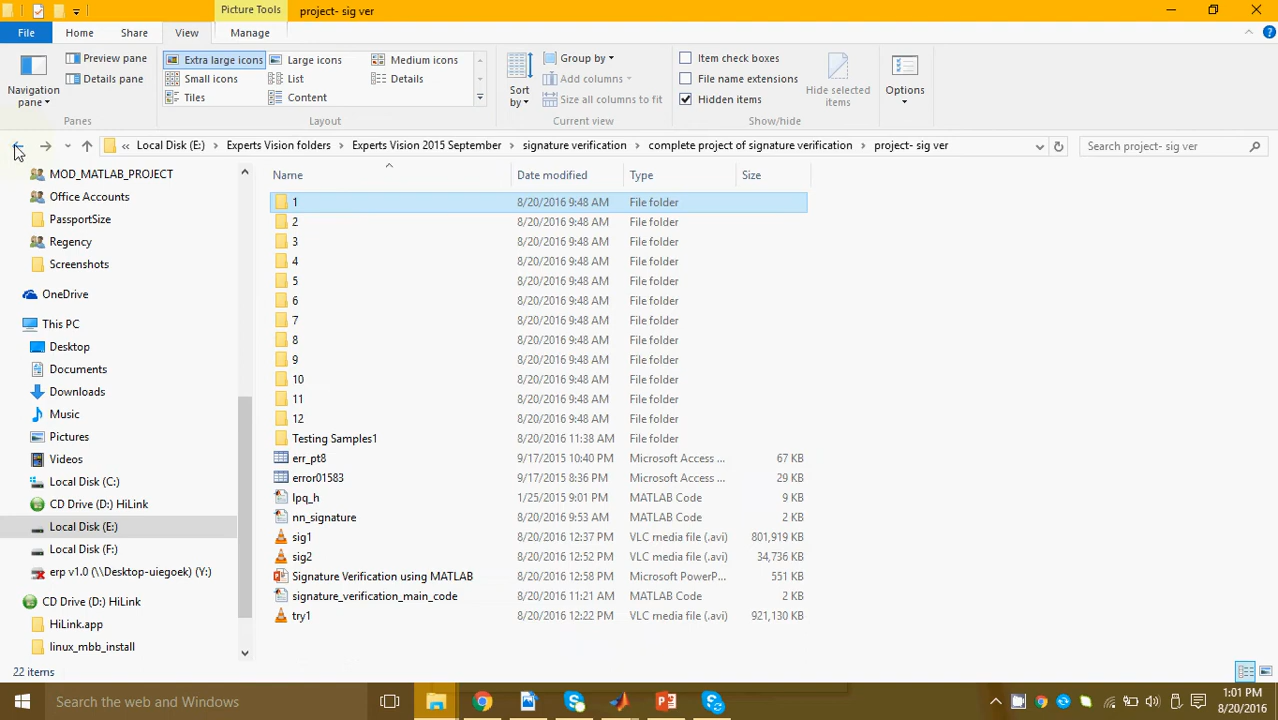 Picture Tools
project- sig ver
File
Home
Share
View
Manage
Navigation
pane
Preview pane
Details pane
Panes
Extra large icons
Large icons
Medium icons
Small icons
List
Details
Tiles
Content
Layout
Sort
by
Group by
Add columns
Size all columns to fit
Current view
Item check boxes
File name extensions
Hidden items
Hide selected
items
Show/hide
Options
« Local Disk (E:) > Experts Vision folders > Experts Vision 2015 September > signature verification > complete project of signature verification > project- sig ver
Search project- sig ver
MOD_MATLAB_PROJECT
Office Accounts
PassportSize
Regency
Screenshots
OneDrive
This PC
Desktop
Documents
Downloads
Music
Pictures
Videos
Local Disk (C:)
CD Drive (D:) HiLink
Local Disk (E:)
Local Disk (F:)
erp v1.0 (\\Desktop-uiegoek) (Y:)
CD Drive (D:) HiLink
HiLink.app
linux_mbb_install
Name Date modified Type Size
1 8/20/2016 9:48 AM File folder
2 8/20/2016 9:48 AM File folder
3 8/20/2016 9:48 AM File folder
4 8/20/2016 9:48 AM File folder
5 8/20/2016 9:48 AM File folder
6 8/20/2016 9:48 AM File folder
7 8/20/2016 9:48 AM File folder
8 8/20/2016 9:48 AM File folder
9 8/20/2016 9:48 AM File folder
10 8/20/2016 9:48 AM File folder
11 8/20/2016 9:48 AM File folder
12 8/20/2016 9:48 AM File folder
Testing Samples1 8/20/2016 11:38 AM File folder
err_pt8 9/17/2015 10:40 PM Microsoft Access ... 67 KB
error01583 9/17/2015 8:36 PM Microsoft Access ... 29 KB
lpq_h 1/25/2015 9:01 PM MATLAB Code 9 KB
nn_signature 8/20/2016 9:53 AM MATLAB Code 2 KB
sig1 8/20/2016 12:37 PM VLC media file (.avi) 801,919 KB
sig2 8/20/2016 12:52 PM VLC media file (.avi) 34,736 KB
Signature Verification using MATLAB 8/20/2016 12:58 PM Microsoft PowerP... 551 KB
signature_verification_main_code 8/20/2016 11:21 AM MATLAB Code 2 KB
try1 8/20/2016 12:22 PM VLC media file (.avi) 921,130 KB
22 items
Search the web and Windows
1:01 PM
8/20/2016